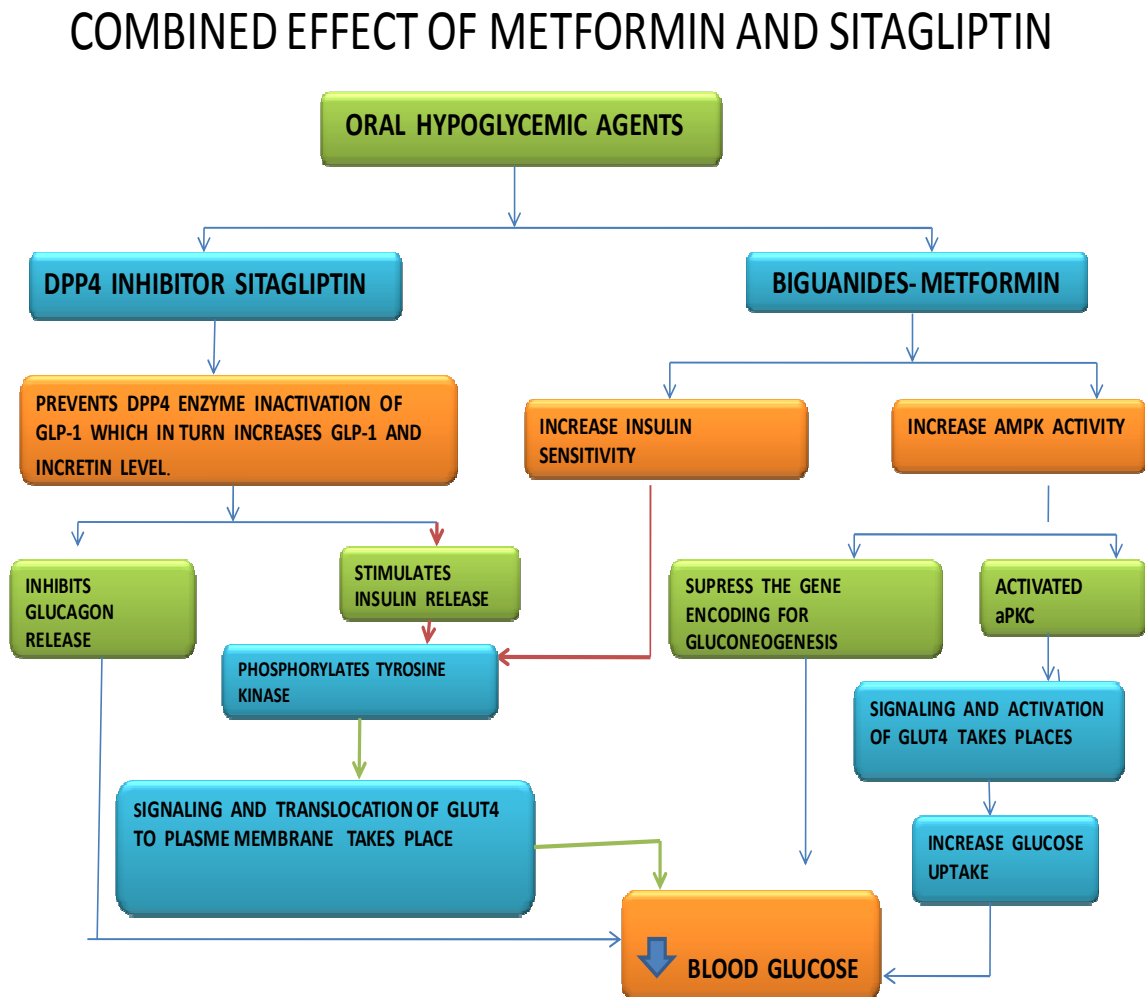 COMBINED EFFECT OF METFORMIN AND SITAGLIPTIN
ORAL HYPOGLYCEMIC AGENTS
DPP4 INHIBITOR SITAGLIPTIN
BIGUANIDES-METFORMIN
PREVENTS DPP4 ENZYME INACTIVATION OF
GLP-1 WHICH IN TURN INCREASES GLP-1 AND
INCRETIN LEVEL.
INCREASE INSULIN
SENSITIVITY
INCREASE AMPK ACTIVITY
INHIBITS
GLUCAGON
RELEASE
STIMULATES
INSULIN RELEASE
SUPRESS THE GENE
ENCODING FOR
GLUCONEOGENESIS
ACTIVATED
aPKC
PHOSPHORYLATES TYROSINE
KINASE
SIGNALING AND ACTIVATION
OF GLUT4 TAKES PLACES
SIGNALING AND TRANSLOCATION OF GLUT4
TO PLASME MEMBRANE TAKES PLACE
INCREASE GLUCOSE
UPTAKE
BLOOD GLUCOSE